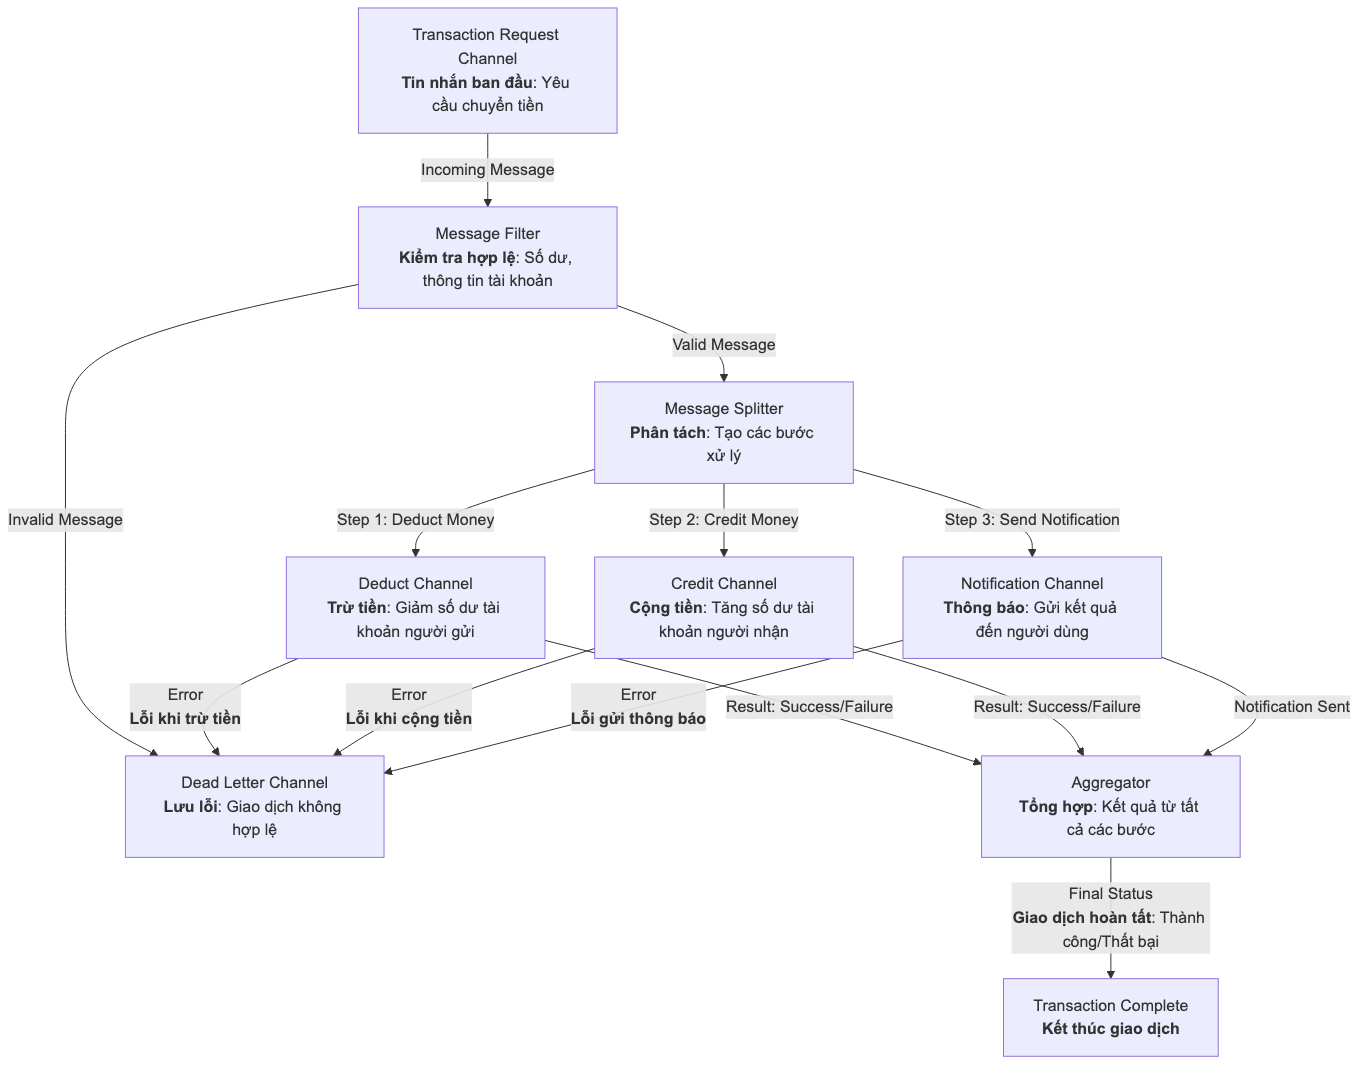 Transaction Request
Channel
Tin nhắn ban đầu: Yêu
cầu chuyển tiền
Incoming Message
Message Filter
Kiểm tra hợp lệ: Số dư,
thông tin tài khoản
Valid Message
Message Splitter
Phân tách: Tạo các bước
xử lý
Invalid Message
Step 1: Deduct Money
Step 2: Credit Money
Step 3: Send Notification
Deduct Channel
Trừ tiền: Giảm số dư tài
khoản người gửi
Credit Channel
Cộng tiền: Tăng số dư tài
khoản người nhận
Notification Channel
Thông báo: Gửi kết quả
đến người dùng
Error
Lỗi khi trừ tiền
Error
Lỗi khi cộng tiền
Error
Lỗi gửi thông báo
Result: Success/Failure
Result: Success/Failure
Notification Sent
Dead Letter Channel
Lưu lỗi: Giao dịch không
hợp lệ
Aggregator
Tổng hợp: Kết quả từ tất
cả các bước
Final Status
Giao dịch hoàn tất: Thành
công/Thất bại
Transaction Complete
Kết thúc giao dịch